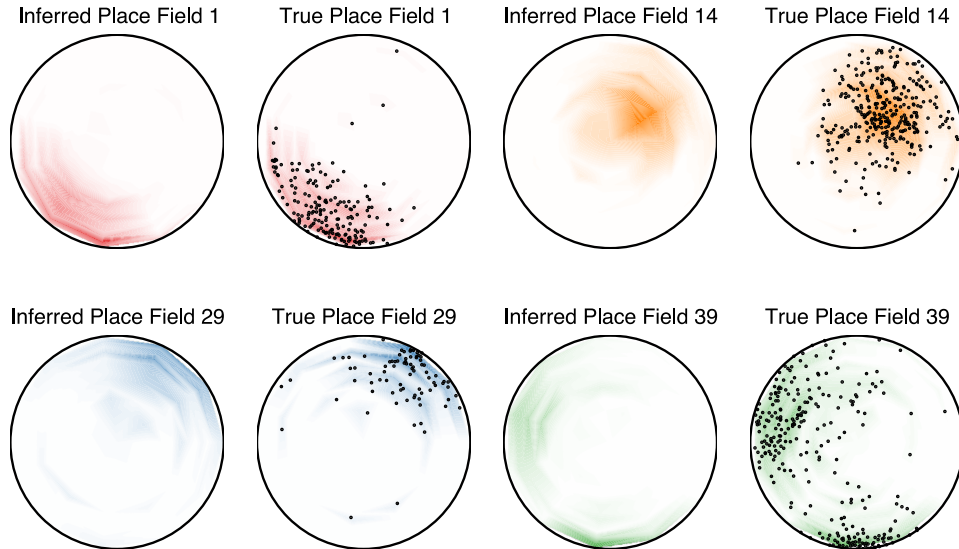 Inferred Place Field 1
True Place Field 1
Inferred Place Field 14
True Place Field 14
Inferred Place Field 29
True Place Field 29
Inferred Place Field 39
True Place Field 39